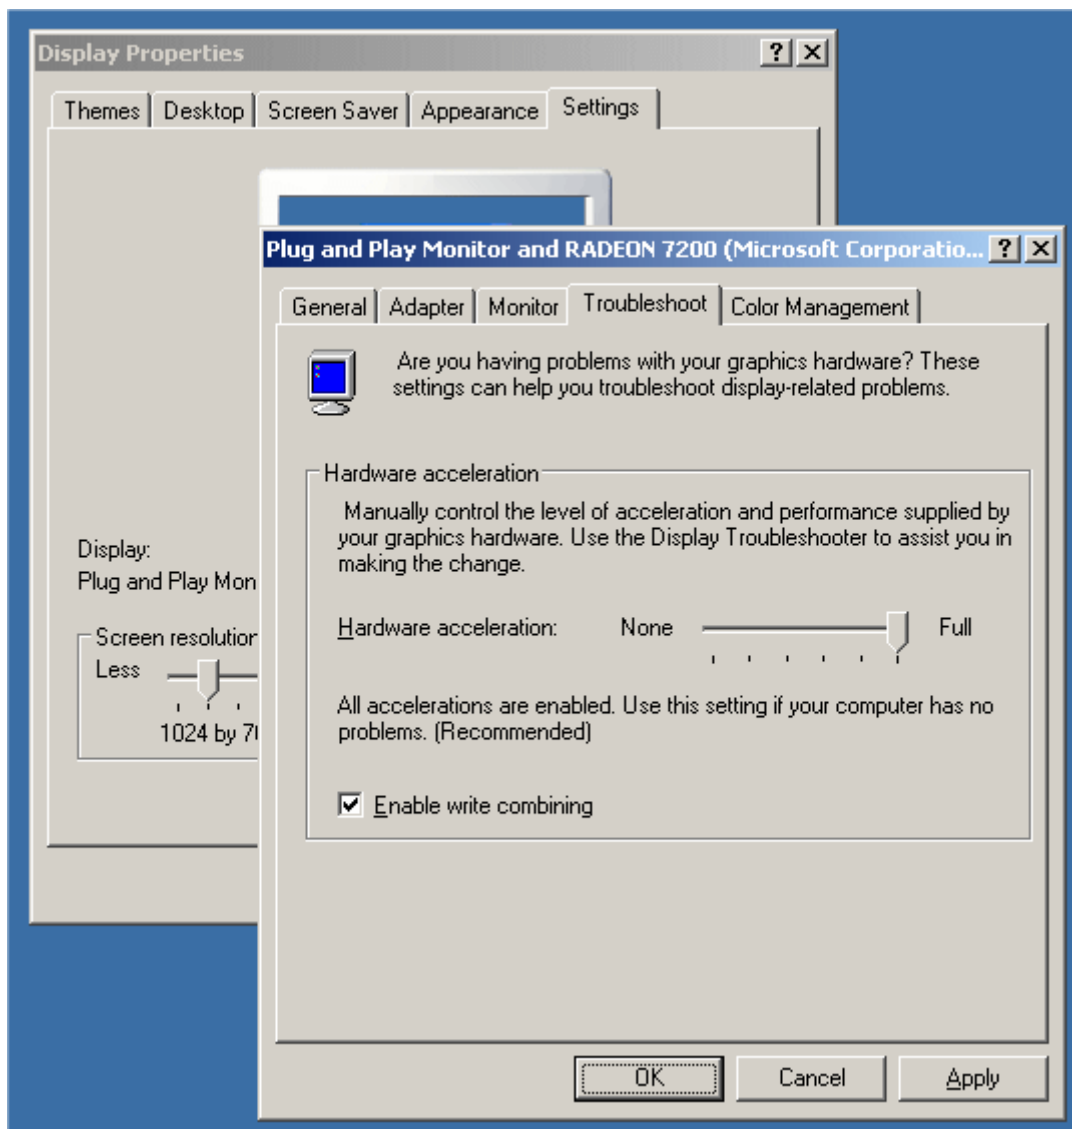 Display Properties
Themes Desktop Screen Saver Appearance Settings
Plug and Play Monitor and RADEON 7200 (Microsoft Corporatio...
General Adapter Monitor Troubleshoot Color Management
Are you having problems with your graphics hardware? These
settings can help you troubleshoot display-related problems.
Hardware acceleration
Manually control the level of acceleration and performance supplied by
your graphics hardware. Use the Display Troubleshooter to assist you in
making the change.
Display:
Plug and Play Mon
Hardware acceleration: None Full
Screen resolution
Less
All accelerations are enabled. Use this setting if your computer has no
problems. (Recommended)
1024 by 7
Enable write combining
OK Cancel Apply